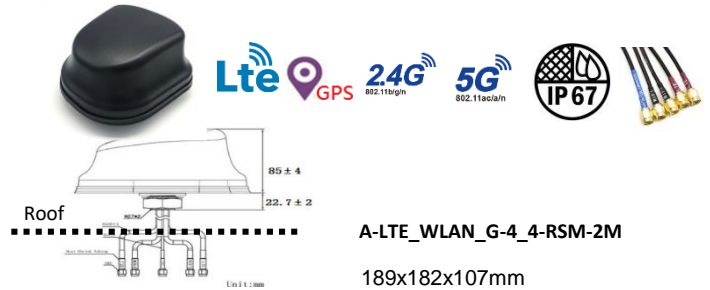 Lte
GPS
2.4G
802.11b/g/n
5G
802.11ac/a/n
IP 67
85±4
22.7±2
Roof
A-LTE_WLAN_G-4_4-RSM-2M
Unit:mm
189x182x107mm